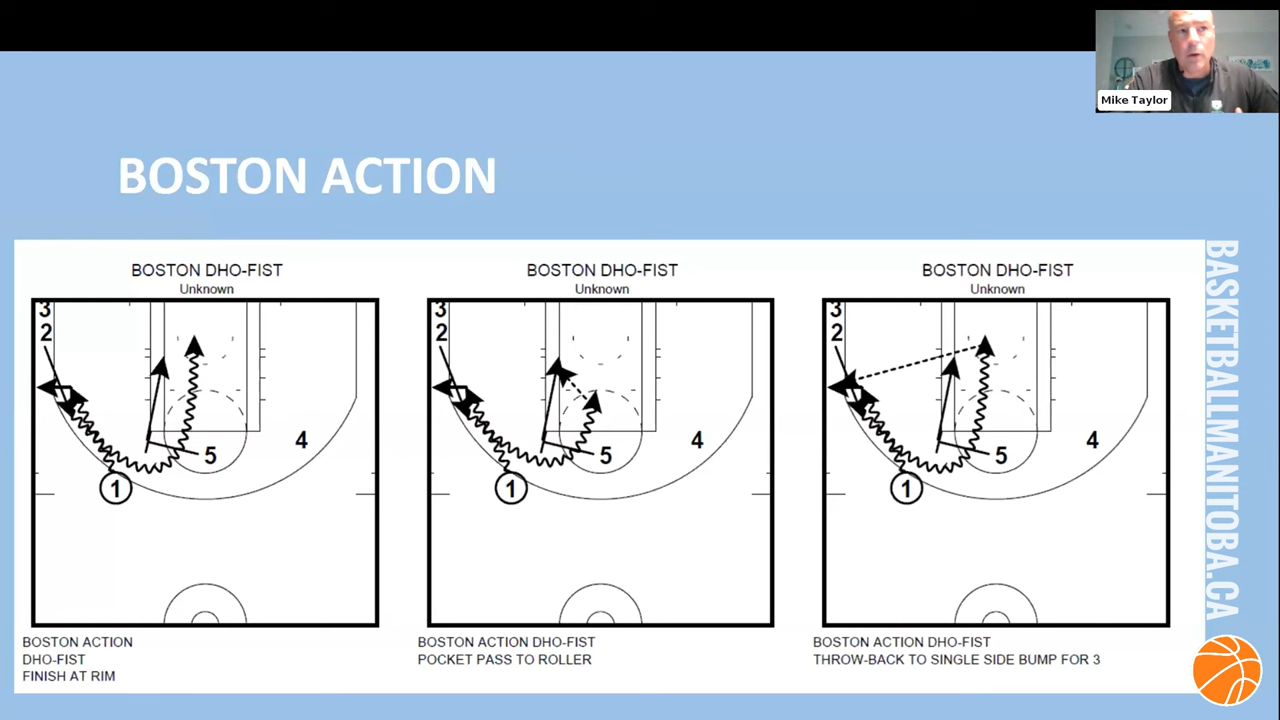 Mike Taylor
BOSTON ACTION
BOSTON DHO-FIST
Unknown
3
2
4
5
1
BOSTON ACTION
DHO-FIST
FINISH AT RIM
BOSTON DHO-FIST
Unknown
3
2
4
5
1
BOSTON ACTION DHO-FIST
POCKET PASS TO ROLLER
BOSTON DHO-FIST
Unknown
3
2
4
5
1
BOSTON ACTION DHO-FIST
THROW-BACK TO SINGLE SIDE BUMP FOR 3
BASKETBALLMANITOBA.CA